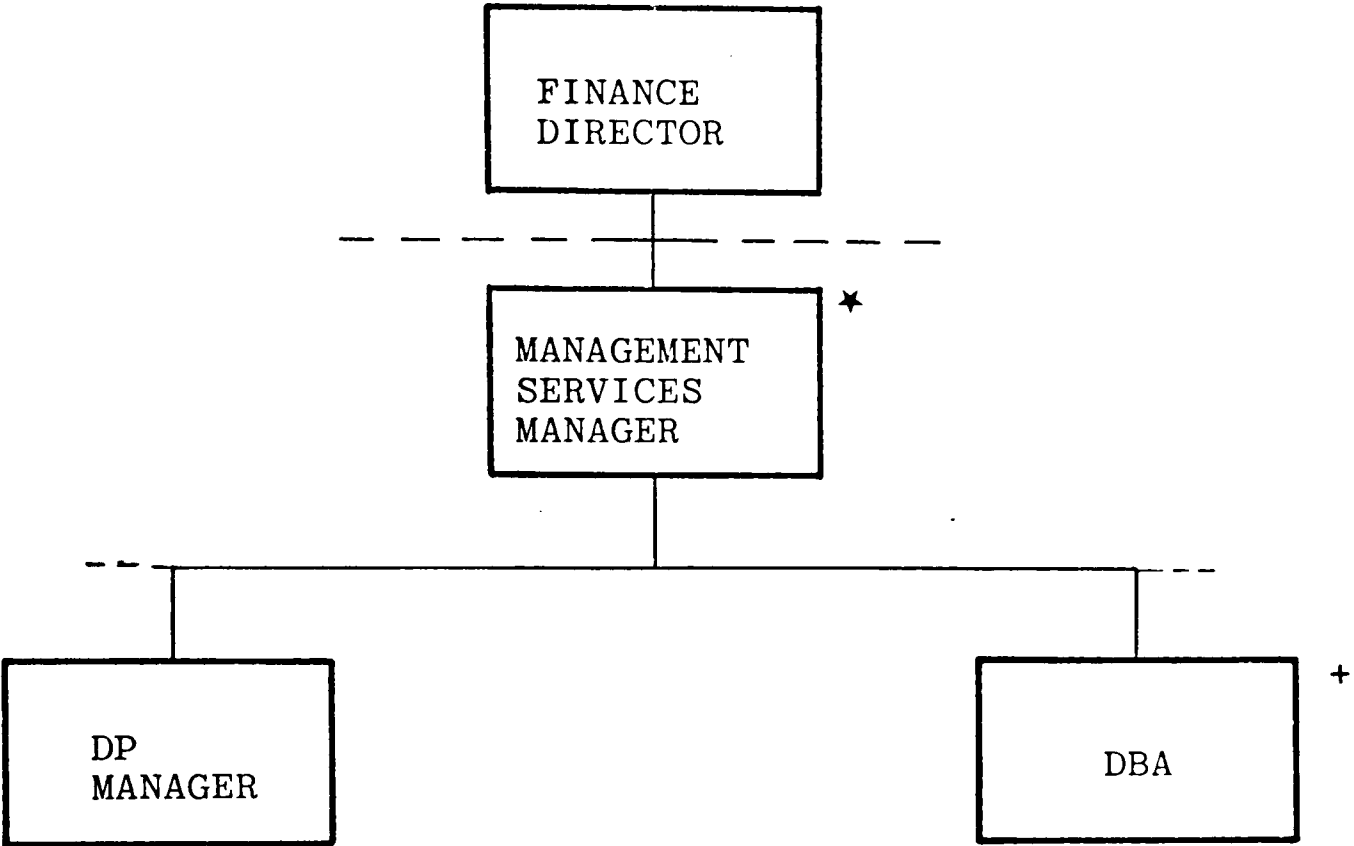 FINANCE
DIRECTOR
★
MANAGEMENT
SERVICES
MANAGER
+
DP
MANAGER
DBA